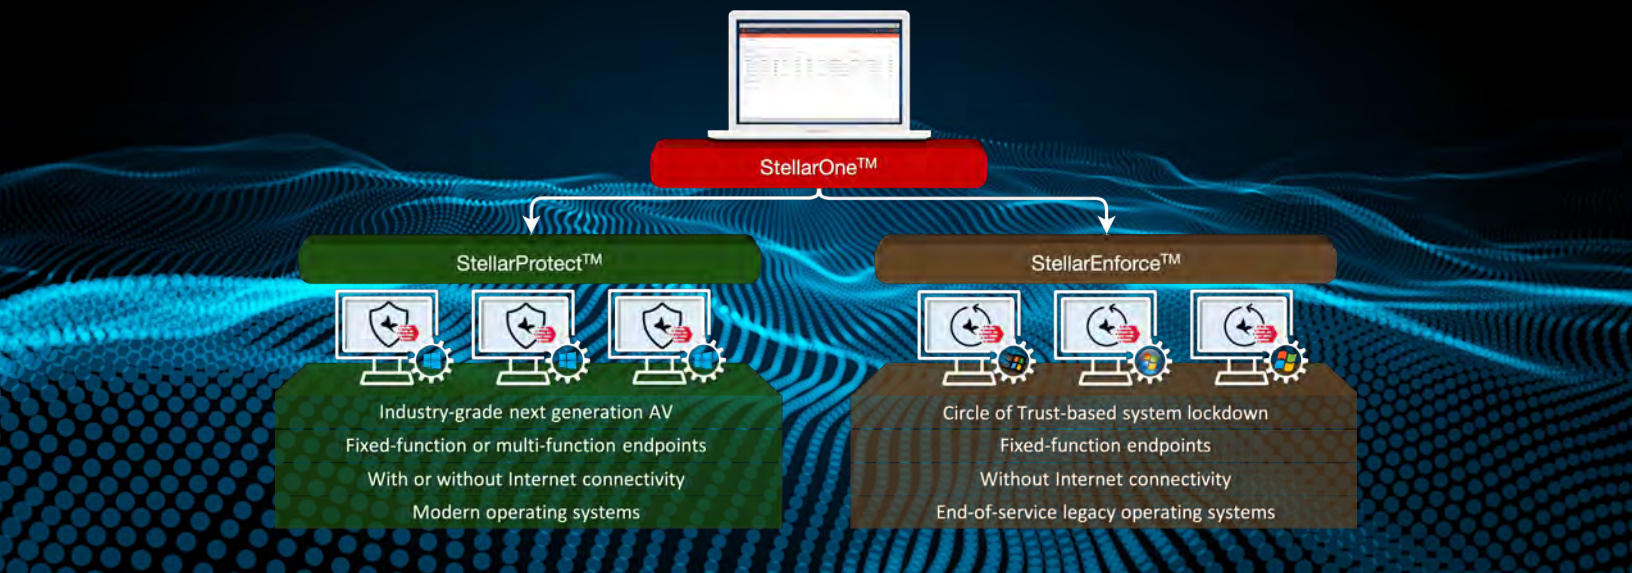 StellarOne™
StellarProtect™
StellarEnforce™
Industry-grade next generation AV
Fixed-function or multi-function endpoints
With or without Internet connectivity
Modern operating systems
Circle of Trust-based system lockdown
Fixed-function endpoints
Without Internet connectivity
End-of-service legacy operating systems